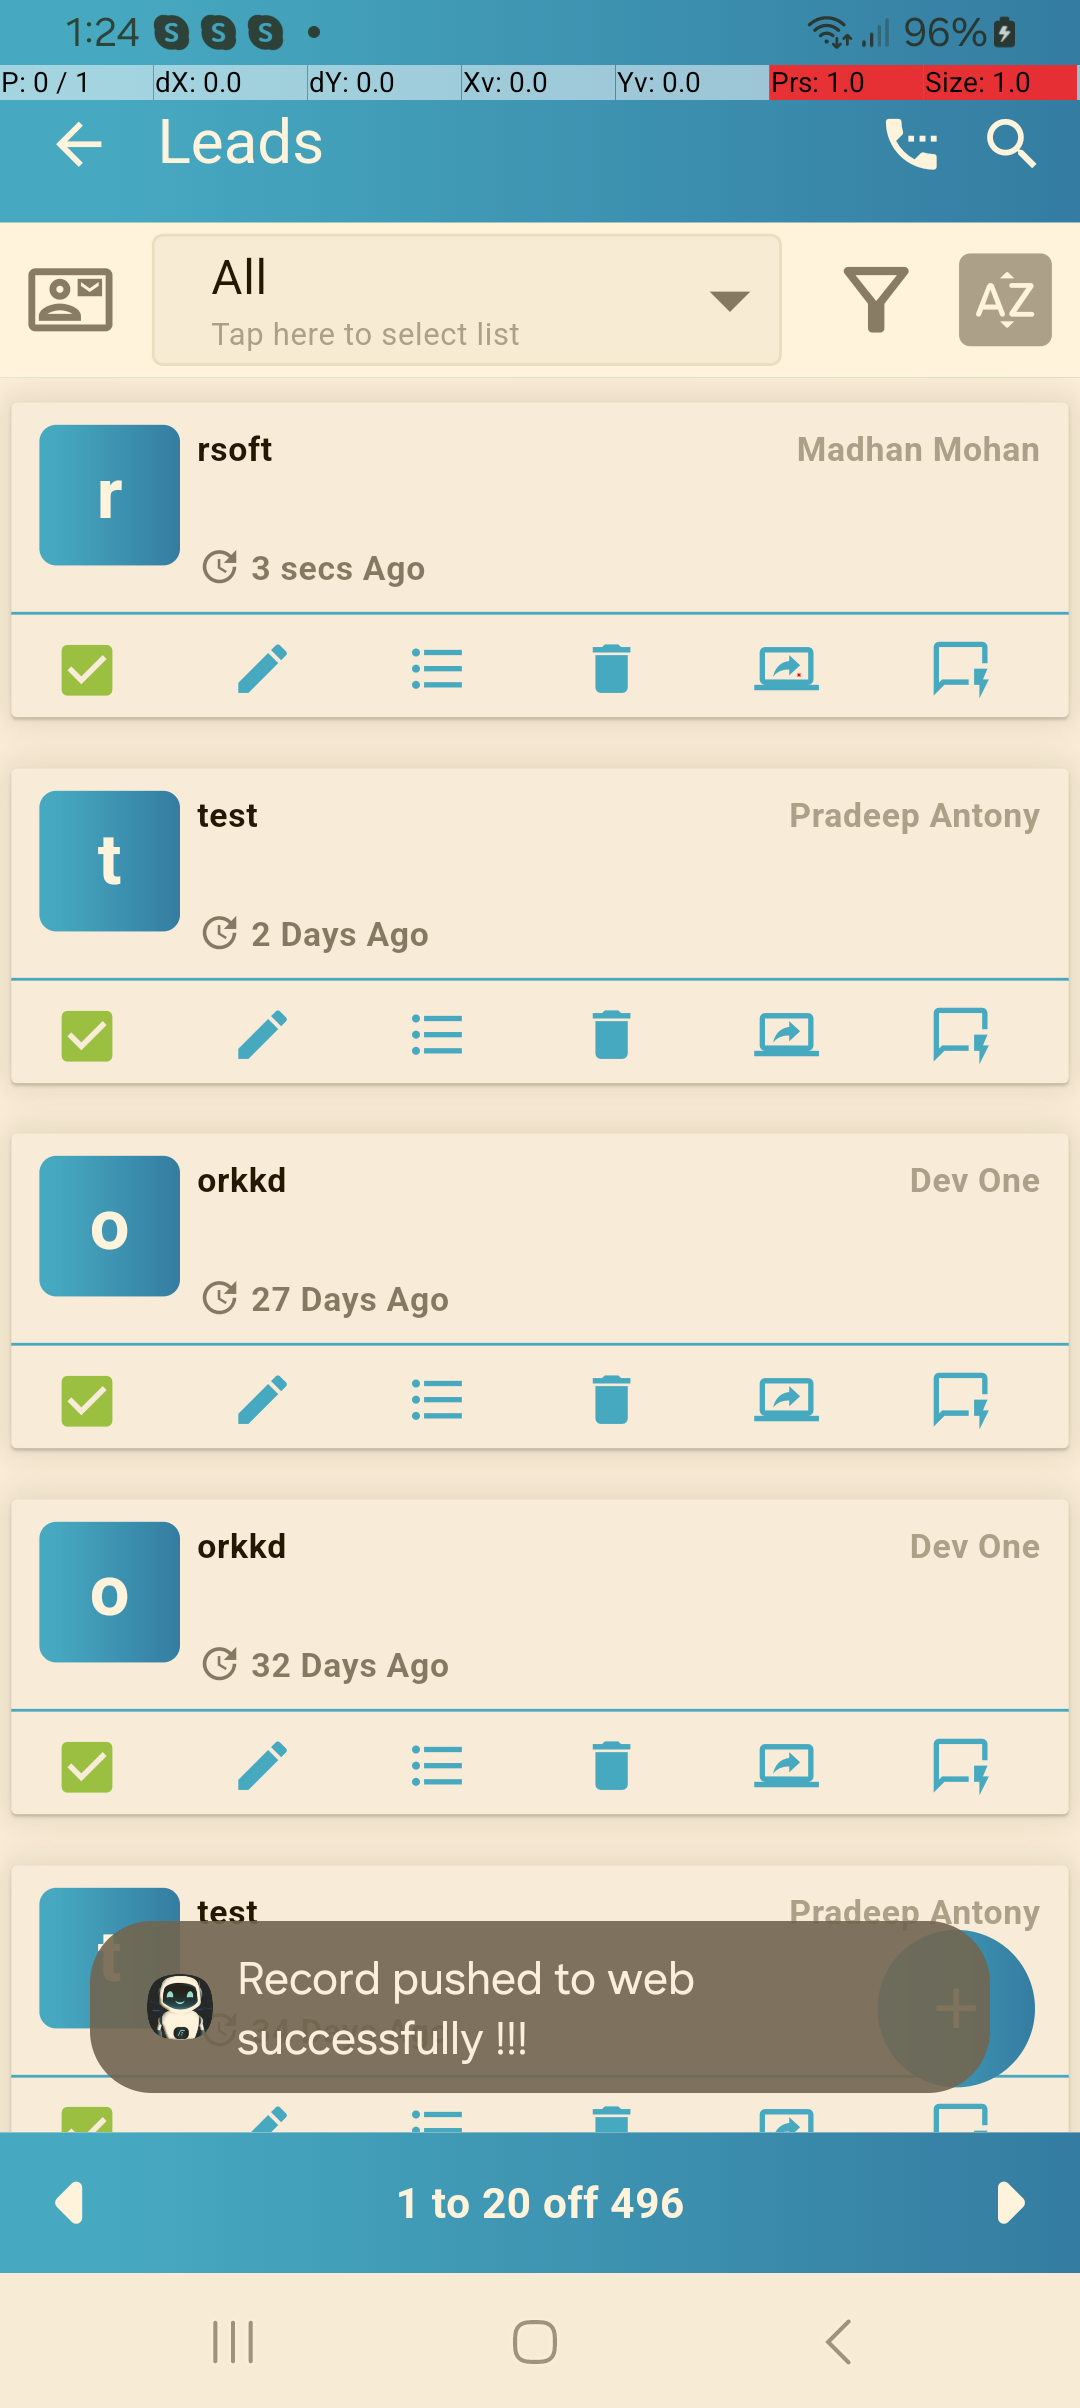 1:24 S S S 96%
P: 0 / 1 dX: 0.0 dY: 0.0 Xv: 0.0 Yv: 0.0 Prs: 1.0 Size: 1.0
Leads
All
Tap here to select list
AZ
r rsoft Madhan Mohan
3 secs Ago
t test Pradeep Antony
2 Days Ago
o orkkd Dev One
27 Days Ago
o orkkd Dev One
32 Days Ago
t test Pradeep Antony
34 Days Ago
Record pushed to web
successfully !!!
1 to 20 off 496